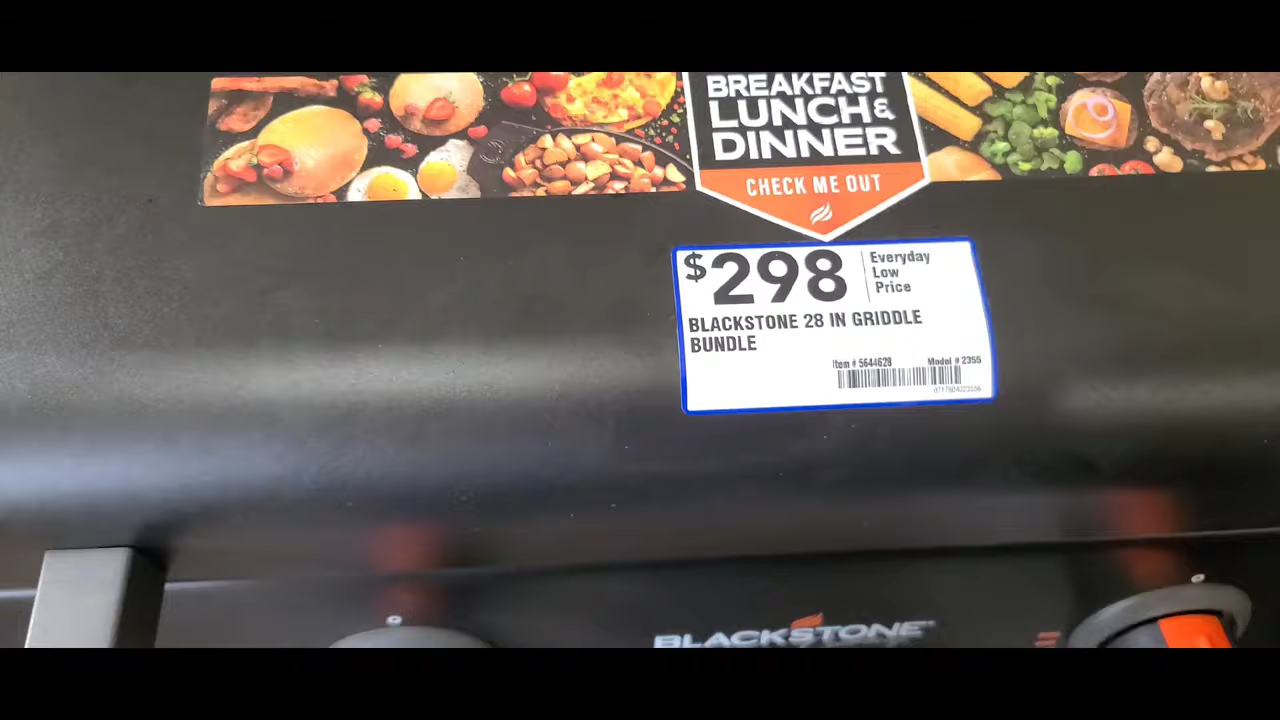 BREAKFAST
LUNCH &
DINNER
CHECK ME OUT
$298
Everyday
Low
Price
BLACKSTONE 28 IN GRIDDLE
BUNDLE
Item # 5644628 Model # 2355
BLACKSTONE